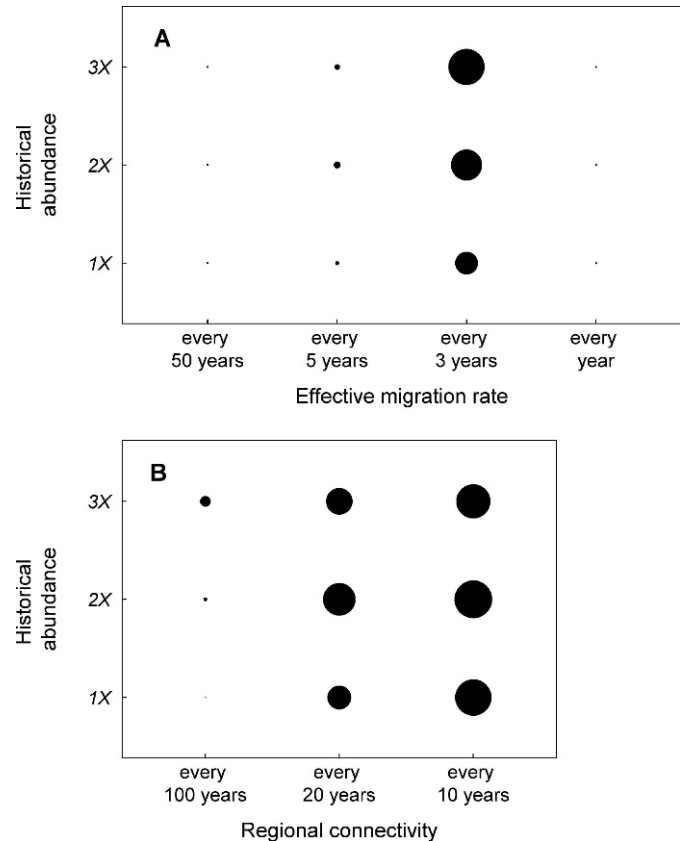 A
3X
2X
1X
Historical
abundance
every
50 years
every
5 years
every
3 years
every
year
Effective migration rate
B
3X
2X
1X
Historical
abundance
every
100 years
every
20 years
every
10 years
Regional connectivity